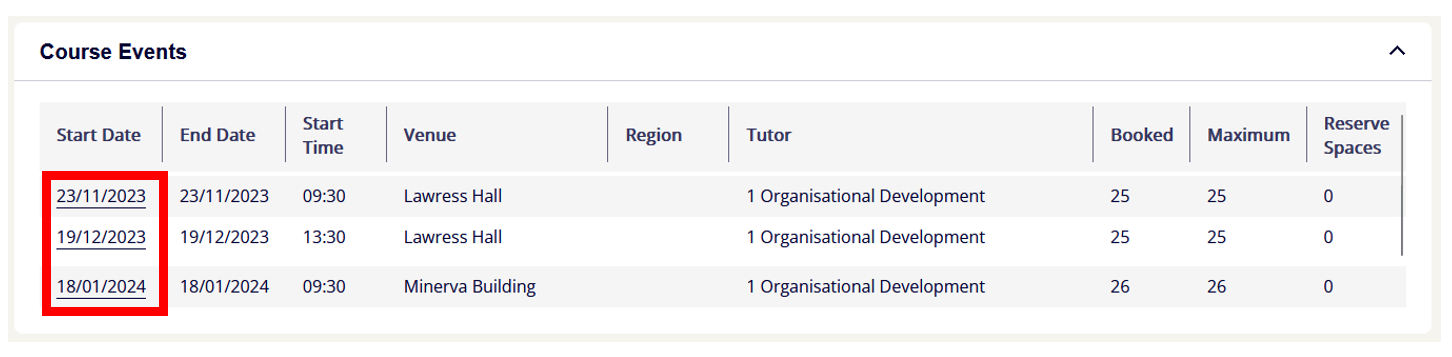 Course Events
Start Date End Date Start Time Venue Region Tutor Booked Maximum Reserve Spaces
23/11/2023 23/11/2023 09:30 Lawress Hall 1 Organisational Development 25 25 0
19/12/2023 19/12/2023 13:30 Lawress Hall 1 Organisational Development 25 25 0
18/01/2024 18/01/2024 09:30 Minerva Building 1 Organisational Development 26 26 0